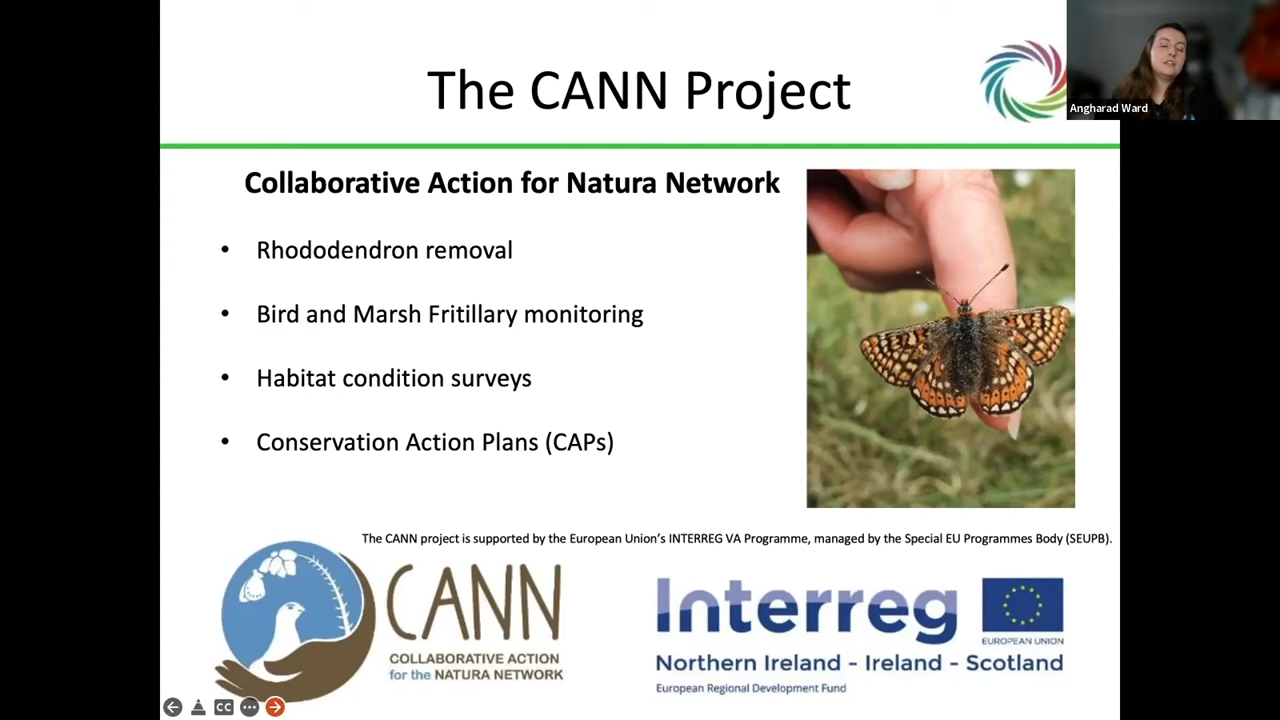 The CANN Project
Angharad Ward
Collaborative Action for Natura Network
• Rhododendron removal
• Bird and Marsh Fritillary monitoring
• Habitat condition surveys
• Conservation Action Plans (CAPs)
The CANN project is supported by the European Union's INTERREG VA Programme, managed by the Special EU Programmes Body (SEUPB).
CANN
COLLABORATIVE ACTION
for the NATURA NETWORK
Interreg
EUROPEAN UNION
Northern Ireland - Ireland - Scotland
European Regional Development Fund
CC